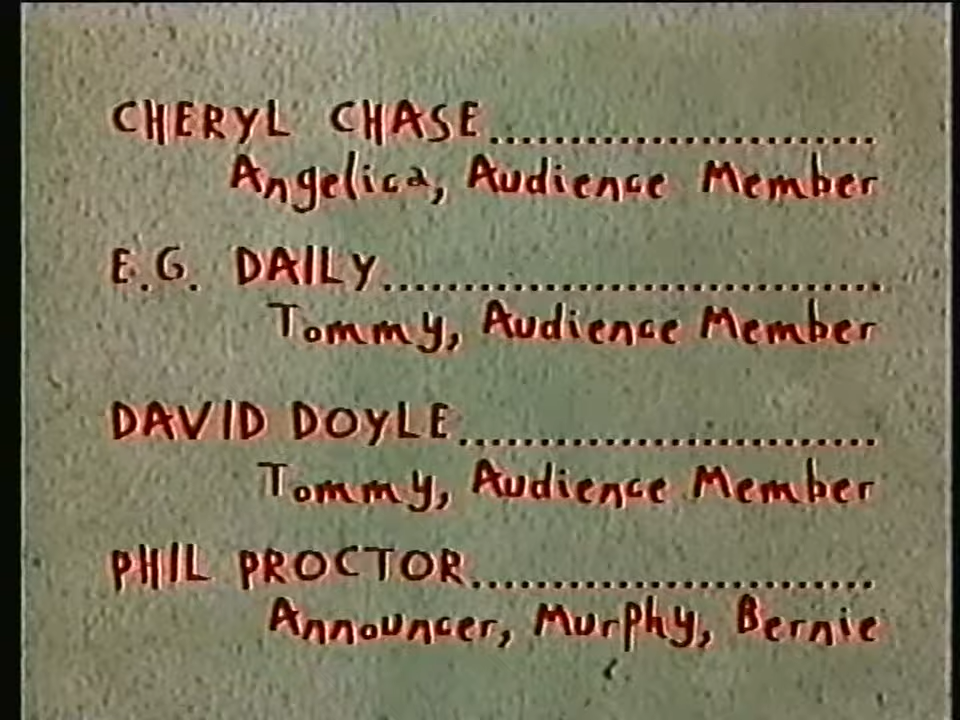 CHERYL CHASE........................
Angelica, Audience Member
E.G. DAILY................................
Tommy, Audience Member
DAVID DOYLE...........................
Tommy, Audience Member
PHIL PROCTOR..........................
Announcer, Murphy, Bernie